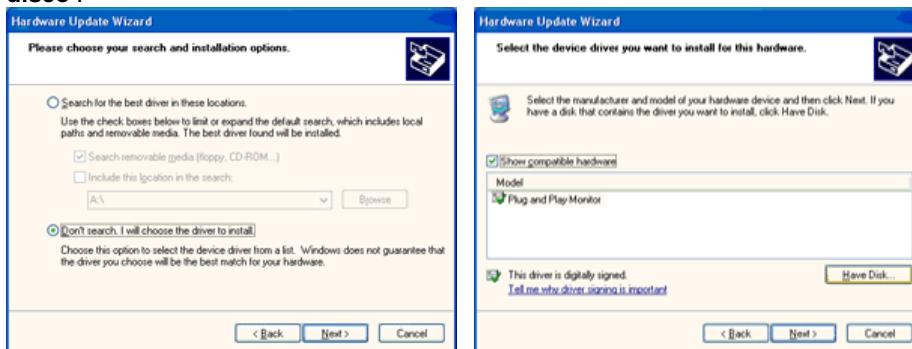 disco .
Hardware Update Wizard
Please choose your search and installation options.
Search for the best driver in these locations.
Use the check boxes below to limit or expand the default search, which includes local
paths and removable media. The best driver found will be installed.
Search removable media (floppy, CD-ROM...)
Include this location in the search:
A:\
Browse
Don't search. I will choose the driver to install.
Choose this option to select the device driver from a list. Windows does not guarantee that
the driver you choose will be the best match for your hardware.
< Back
Next >
Cancel
Hardware Update Wizard
Select the device driver you want to install for this hardware.
Select the manufacturer and model of your hardware device and then click Next. If you
have a disk that contains the driver you want to install, click Have Disk.
Show compatible hardware
Model
Plug and Play Monitor
This driver is digitally signed.
Tell me why driver signing is important
Have Disk...
< Back
Next >
Cancel